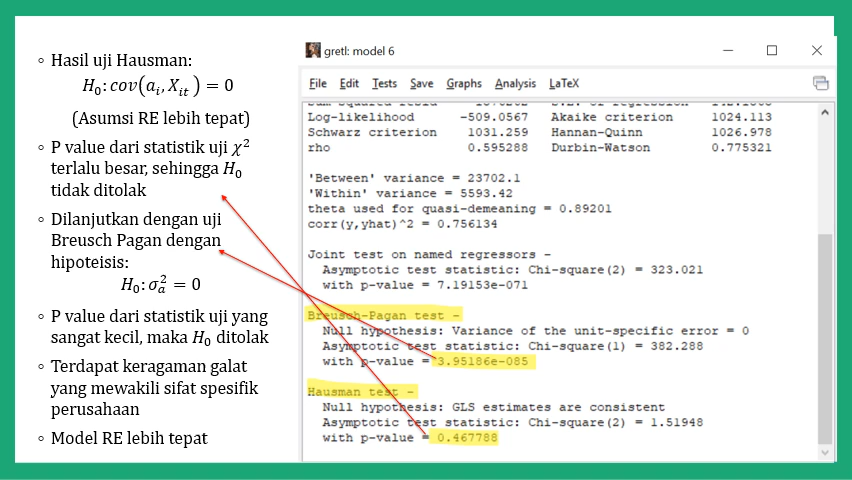 ◦ Hasil uji Hausman:
H₀: cov(aᵢ, Xᵢₜ) = 0
(Asumsi RE lebih tepat)
◦ P value dari statistik uji χ²
terlalu besar, sehingga H₀
tidak ditolak
◦ Dilanjutkan dengan uji
Breusch Pagan dengan
hipoteisis:
H₀: σₐ² = 0
◦ P value dari statistik uji yang
sangat kecil, maka H₀ ditolak
◦ Terdapat keragaman galat
yang mewakili sifat spesifik
perusahaan
◦ Model RE lebih tepat
gretl: model 6
File Edit Tests Save Graphs Analysis LaTeX
Log-likelihood -509.0567 Akaike criterion 1024.113
Schwarz criterion 1031.259 Hannan-Quinn 1026.978
rho 0.595288 Durbin-Watson 0.775321
'Between' variance = 23702.1
'Within' variance = 5593.42
theta used for quasi-demeaning = 0.89201
corr(y,yhat)^2 = 0.756134
Joint test on named regressors -
Asymptotic test statistic: Chi-square(2) = 323.021
with p-value = 7.19153e-071
Breusch-Pagan test -
Null hypothesis: Variance of the unit-specific error = 0
Asymptotic test statistic: Chi-square(1) = 382.288
with p-value = 3.95186e-085
Hausman test -
Null hypothesis: GLS estimates are consistent
Asymptotic test statistic: Chi-square(2) = 1.51948
with p-value = 0.467788